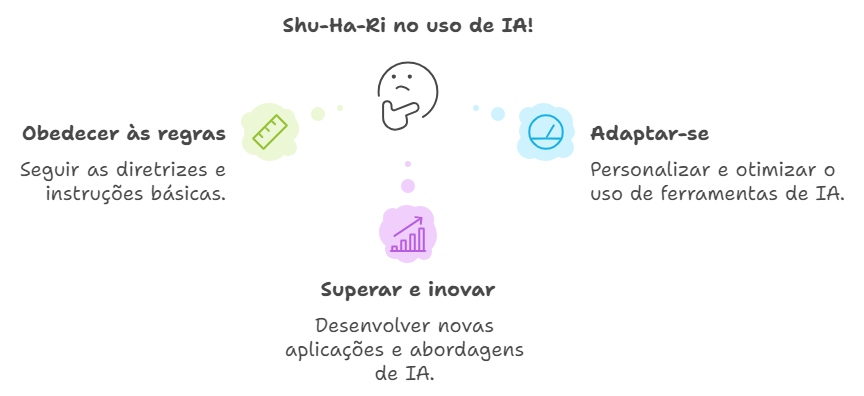 Shu-Ha-Ri no uso de IA!
Obedecer às regras
Seguir as diretrizes e
instruções básicas.
Adaptar-se
Personalizar e otimizar o
uso de ferramentas de IA.
Superar e inovar
Desenvolver novas
aplicações e abordagens
de IA.